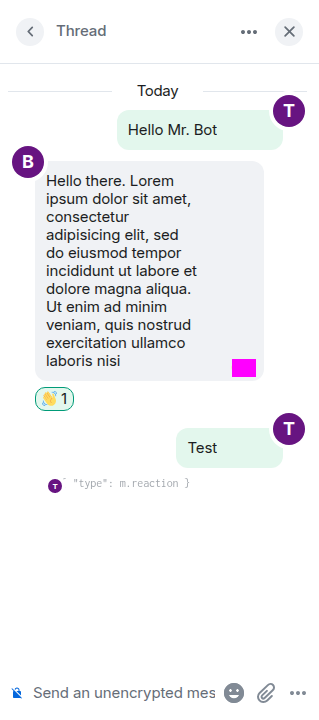 Thread
Today
Hello Mr. Bot
T
B
Hello there. Lorem
ipsum dolor sit amet,
consectetur
adipisicing elit, sed
do eiusmod tempor
incididunt ut labore et
dolore magna aliqua.
Ut enim ad minim
veniam, quis nostrud
exercitation ullamco
laboris nisi
👋 1
T
Test
T { "type": m.reaction }
Send an unencrypted mes